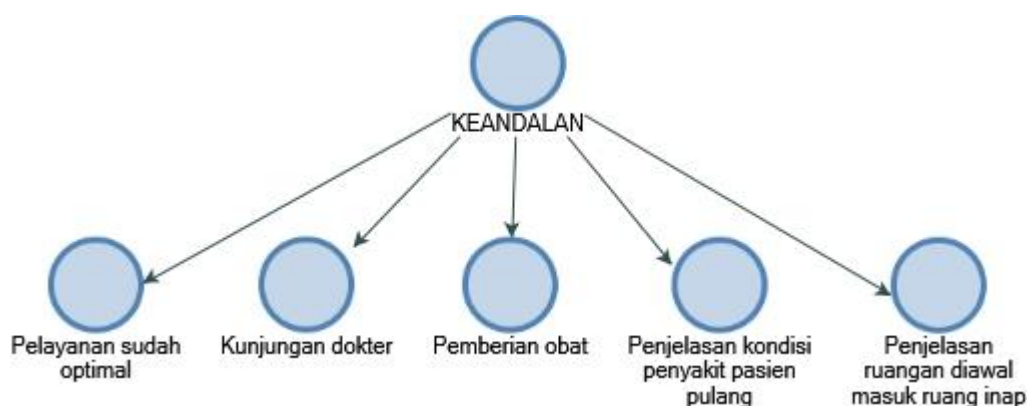 KEANDALAN
Pelayanan sudah
optimal
Kunjungan dokter
Pemberian obat
Penjelasan kondisi
penyakit pasien
pulang
Penjelasan
ruangan diawal
masuk ruang inap